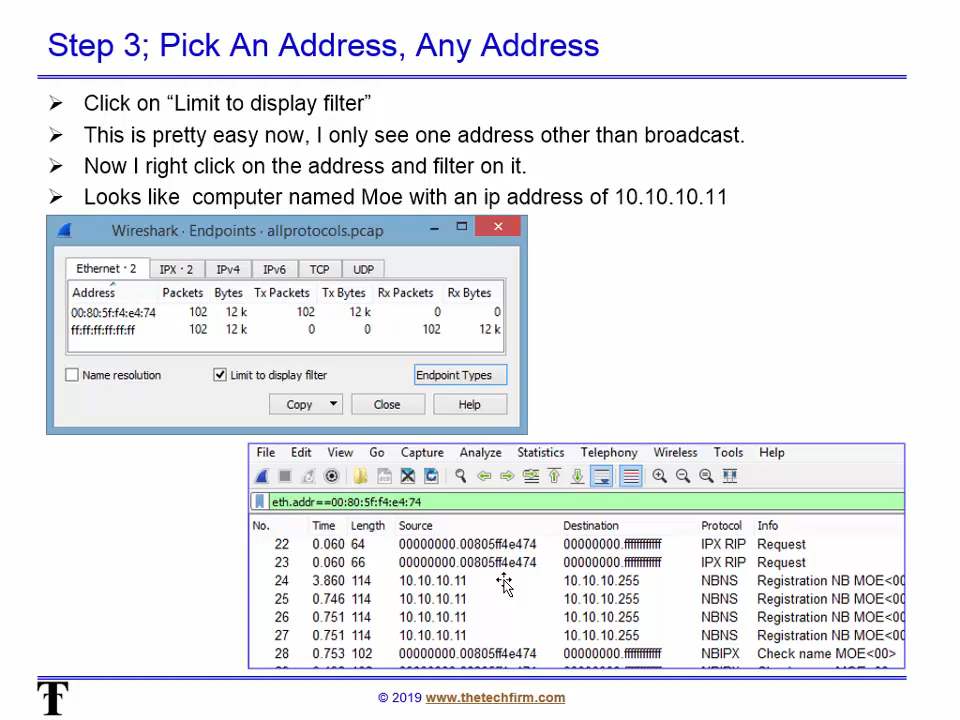 Step 3; Pick An Address, Any Address
Click on “Limit to display filter”
This is pretty easy now, I only see one address other than broadcast.
Now I right click on the address and filter on it.
Looks like  computer named Moe with an ip address of 10.10.10.11
Wireshark · Endpoints · allprotocols.pcap
Ethernet · 2 IPX · 2 IPv4 IPv6 TCP UDP
Address Packets Bytes Tx Packets Tx Bytes Rx Packets Rx Bytes
00:80:5f:f4:e4:74 102 12 k 102 12 k 0 0
ff:ff:ff:ff:ff:ff 102 12 k 0 0 102 12 k
Name resolution Limit to display filter Endpoint Types
Copy Close Help
File Edit View Go Capture Analyze Statistics Telephony Wireless Tools Help
eth.addr==00:80:5f:f4:e4:74
No. Time Length Source Destination Protocol Info
22 0.060 64 00000000.00805ff4e474 00000000.ffffffffffff IPX RIP Request
23 0.060 66 00000000.00805ff4e474 00000000.ffffffffffff IPX RIP Request
24 3.860 114 10.10.10.11 10.10.10.255 NBNS Registration NB MOE<00
25 0.746 114 10.10.10.11 10.10.10.255 NBNS Registration NB MOE<00
26 0.751 114 10.10.10.11 10.10.10.255 NBNS Registration NB MOE<00
27 0.751 114 10.10.10.11 10.10.10.255 NBNS Registration NB MOE<00
28 0.753 102 00000000.00805ff4e474 00000000.ffffffffffff NBIPX Check name MOE<00>
T © 2019 www.thetechfirm.com